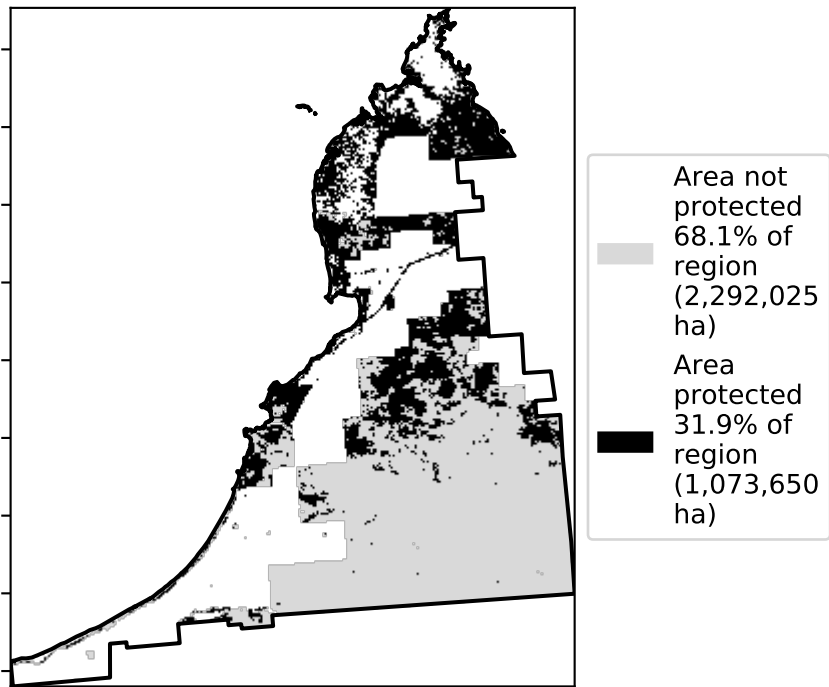 Area not
protected
68.1% of
region
(2,292,025
ha)
Area
protected
31.9% of
region
(1,073,650
ha)